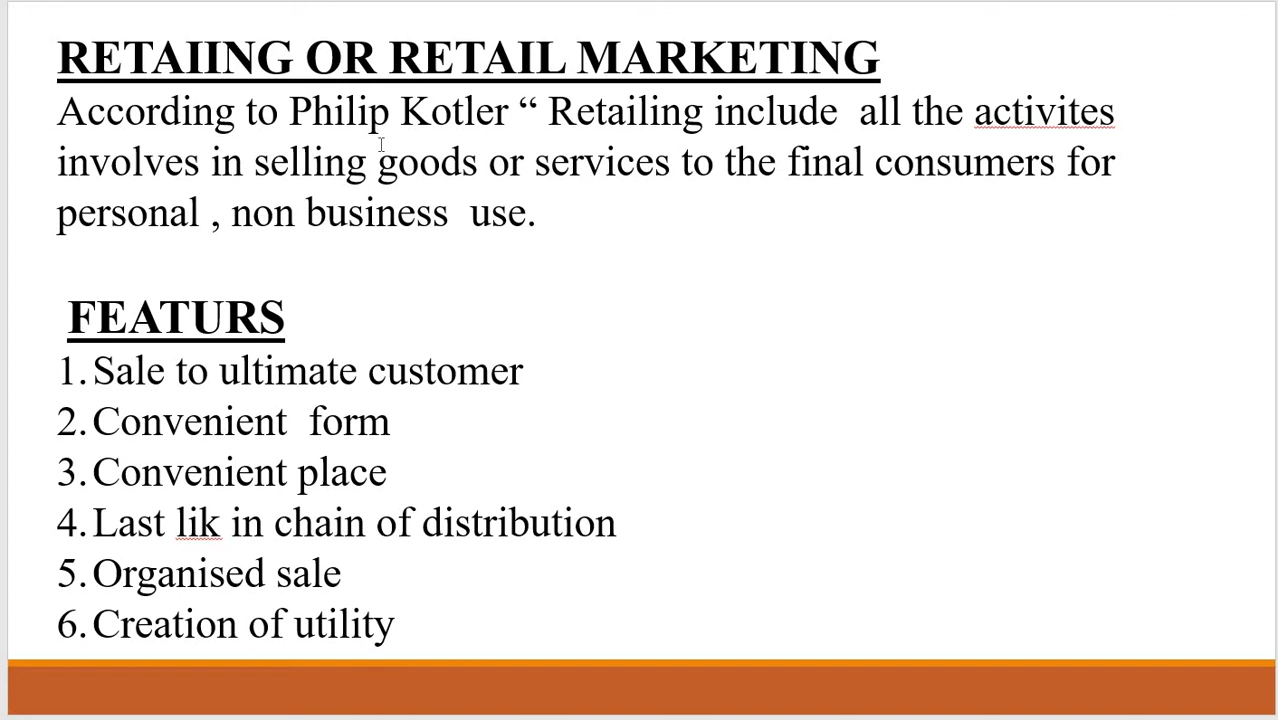 RETAIING OR RETAIL MARKETING
According to Philip Kotler “ Retailing include all the activites
involves in selling goods or services to the final consumers for
personal , non business use.
FEATURS
1. Sale to ultimate customer
2. Convenient form
3. Convenient place
4. Last lik in chain of distribution
5. Organised sale
6. Creation of utility